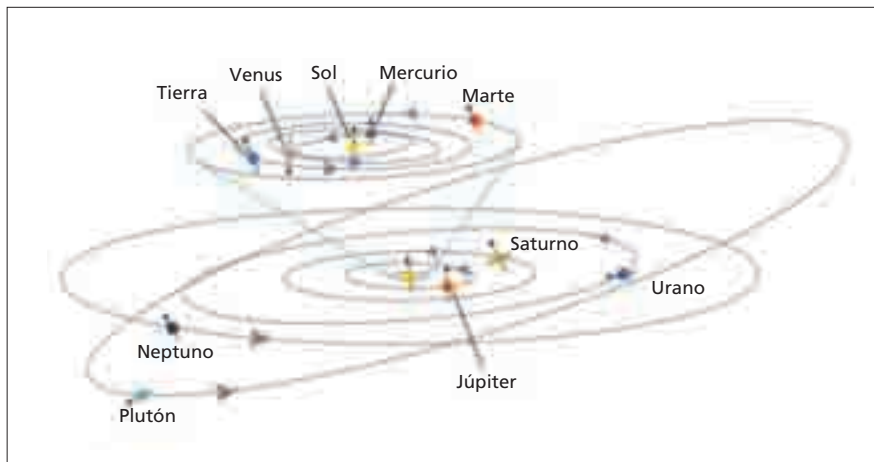 Venus
Sol
Mercurio
Tierra
Marte
Saturno
Urano
Neptuno
Júpiter
Plutón